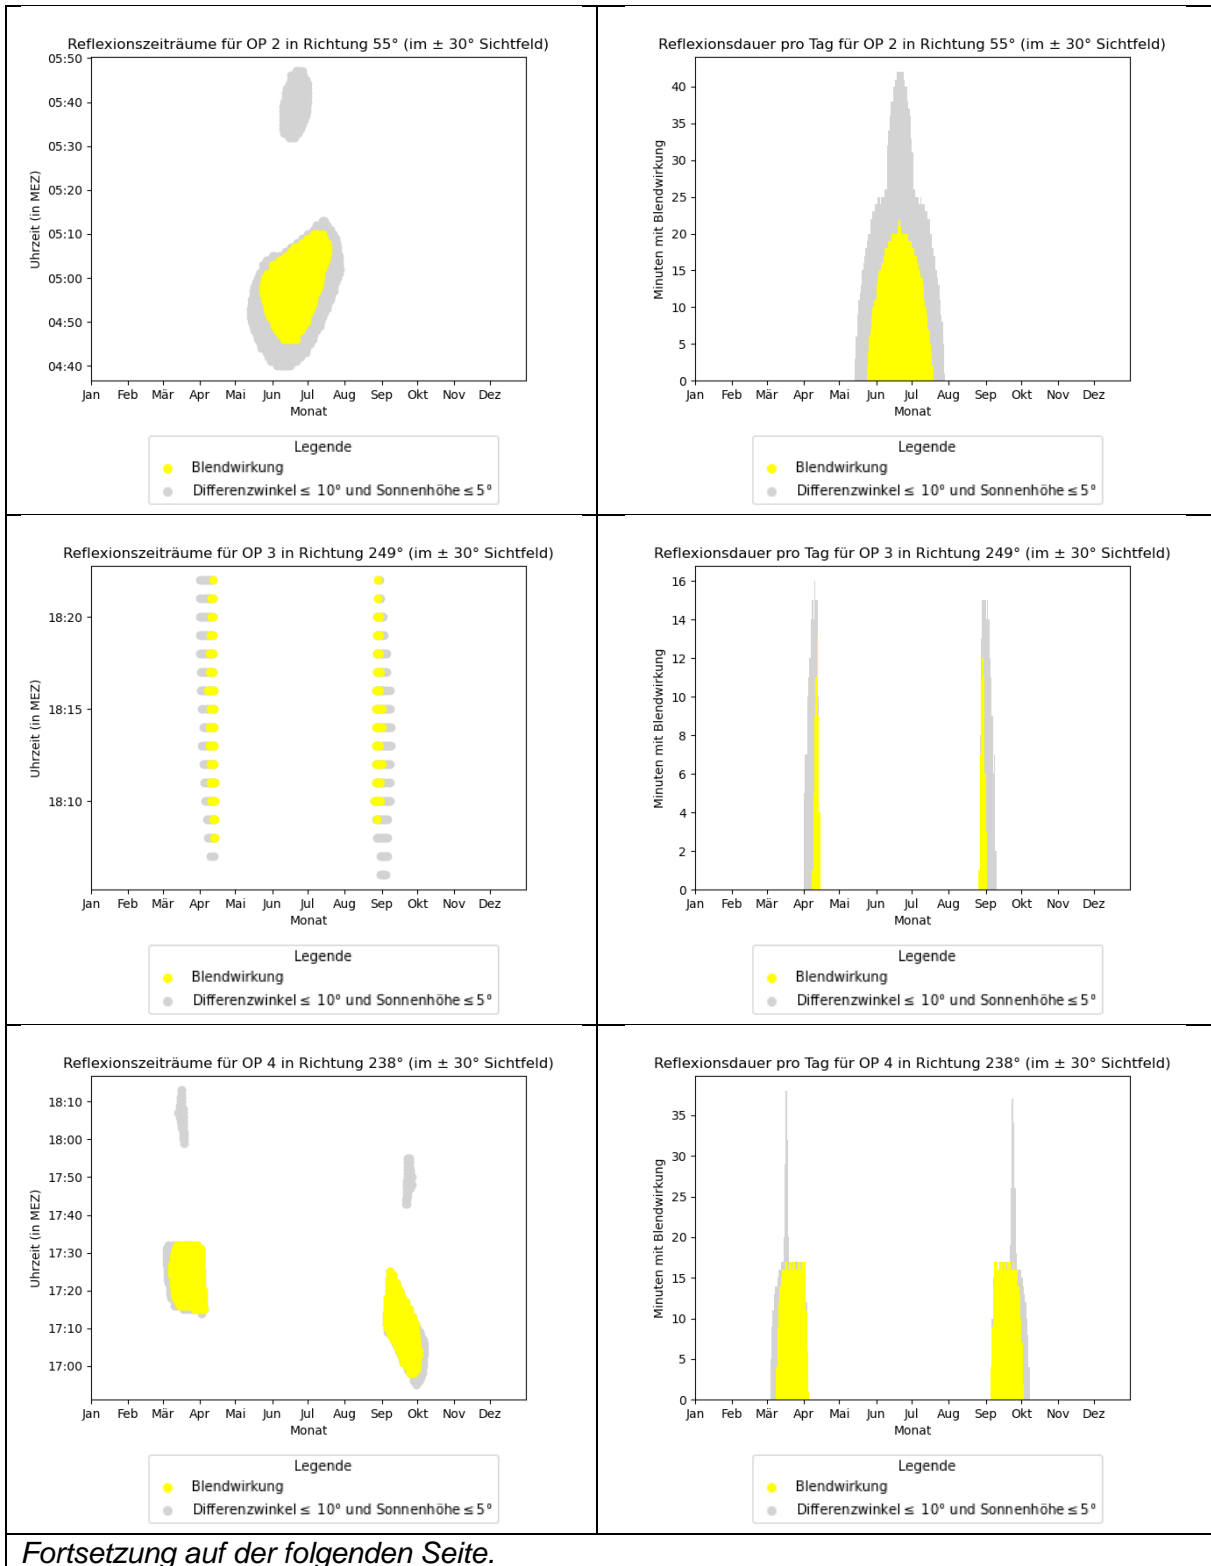 Reflexionszeiträume für OP 2 in Richtung 55° (im ± 30° Sichtfeld)
05:50
05:40
05:30
05:20
05:10
05:00
04:50
04:40
Uhrzeit (in MEZ)
Jan Feb Mär Apr Mai Jun Jul Aug Sep Okt Nov Dez
Monat
Legende
Blendwirkung
Differenzwinkel ≤ 10° und Sonnenhöhe ≤ 5°
Reflexionsdauer pro Tag für OP 2 in Richtung 55° (im ± 30° Sichtfeld)
40
35
30
25
20
15
10
5
0
Minuten mit Blendwirkung
Jan Feb Mär Apr Mai Jun Jul Aug Sep Okt Nov Dez
Monat
Legende
Blendwirkung
Differenzwinkel ≤ 10° und Sonnenhöhe ≤ 5°
Reflexionszeiträume für OP 3 in Richtung 249° (im ± 30° Sichtfeld)
18:20
18:15
18:10
Uhrzeit (in MEZ)
Jan Feb Mär Apr Mai Jun Jul Aug Sep Okt Nov Dez
Monat
Legende
Blendwirkung
Differenzwinkel ≤ 10° und Sonnenhöhe ≤ 5°
Reflexionsdauer pro Tag für OP 3 in Richtung 249° (im ± 30° Sichtfeld)
16
14
12
10
8
6
4
2
0
Minuten mit Blendwirkung
Jan Feb Mär Apr Mai Jun Jul Aug Sep Okt Nov Dez
Monat
Legende
Blendwirkung
Differenzwinkel ≤ 10° und Sonnenhöhe ≤ 5°
Reflexionszeiträume für OP 4 in Richtung 238° (im ± 30° Sichtfeld)
18:10
18:00
17:50
17:40
17:30
17:20
17:10
17:00
Uhrzeit (in MEZ)
Jan Feb Mär Apr Mai Jun Jul Aug Sep Okt Nov Dez
Monat
Legende
Blendwirkung
Differenzwinkel ≤ 10° und Sonnenhöhe ≤ 5°
Reflexionsdauer pro Tag für OP 4 in Richtung 238° (im ± 30° Sichtfeld)
35
30
25
20
15
10
5
0
Minuten mit Blendwirkung
Jan Feb Mär Apr Mai Jun Jul Aug Sep Okt Nov Dez
Monat
Legende
Blendwirkung
Differenzwinkel ≤ 10° und Sonnenhöhe ≤ 5°
Fortsetzung auf der folgenden Seite.